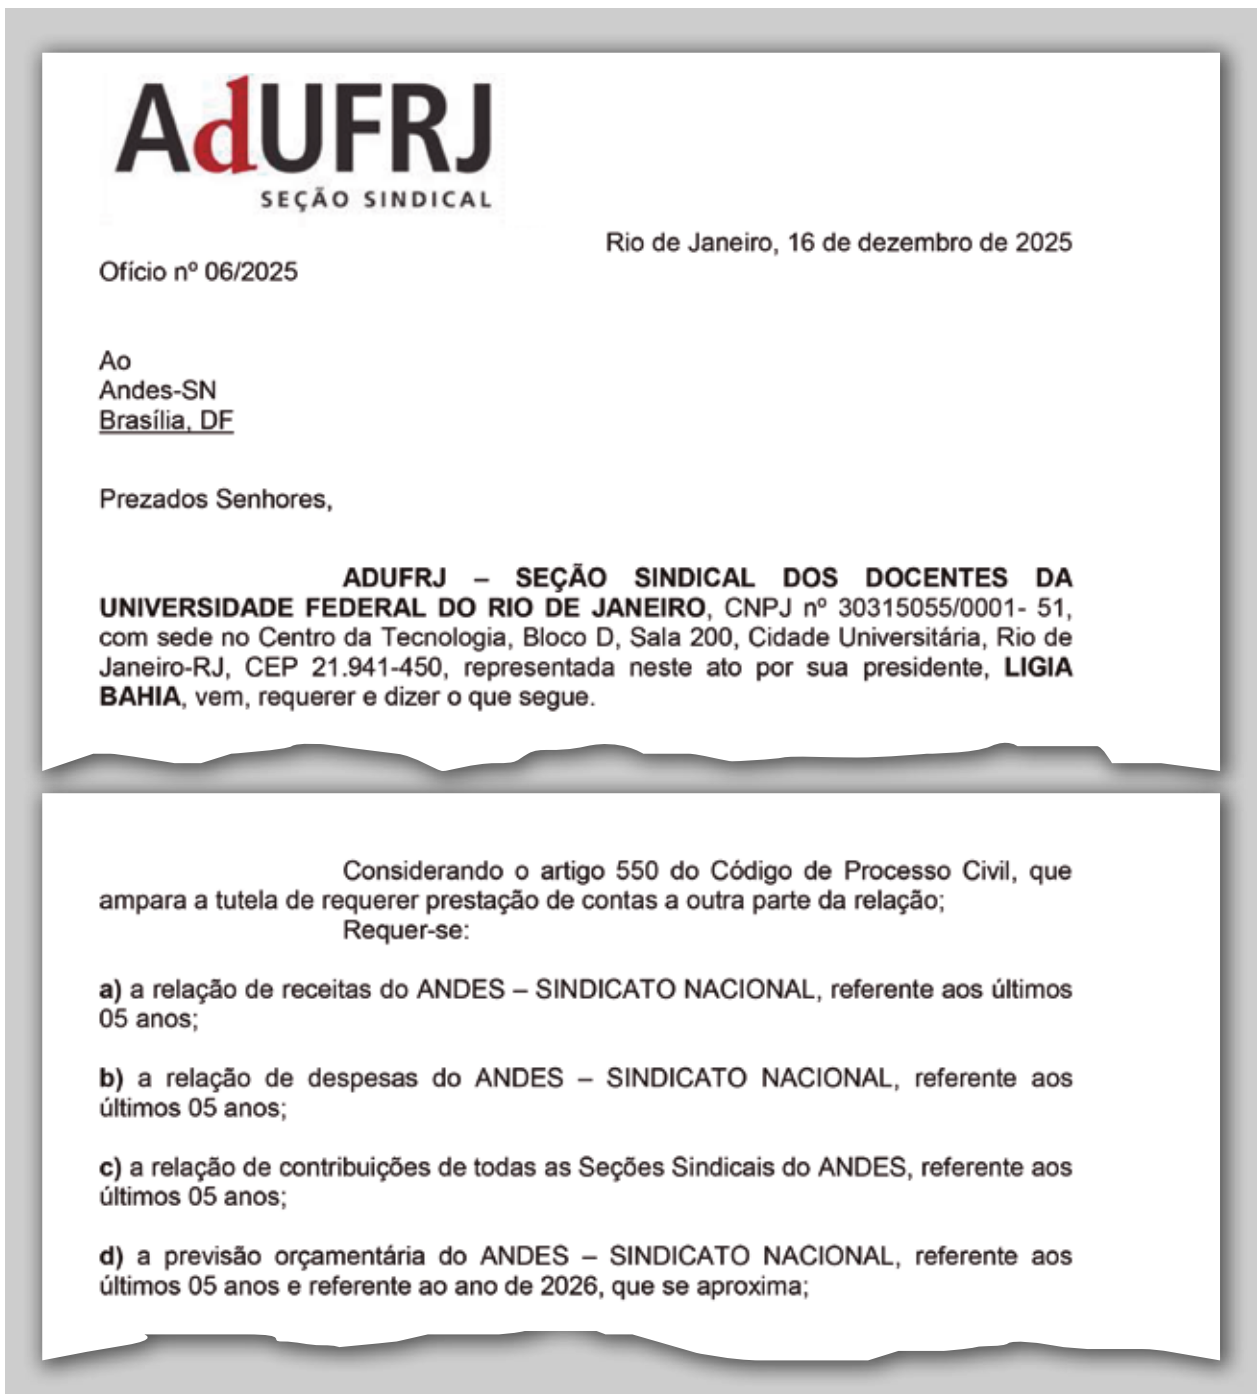 AdUFRJ
SEÇÃO SINDICAL
Rio de Janeiro, 16 de dezembro de 2025
Ofício nº 06/2025
Ao
Andes-SN
Brasília, DF
Prezados Senhores,
ADUFRJ – SEÇÃO SINDICAL DOS DOCENTES DA
UNIVERSIDADE FEDERAL DO RIO DE JANEIRO, CNPJ nº 30315055/0001- 51,
com sede no Centro da Tecnologia, Bloco D, Sala 200, Cidade Universitária, Rio de
Janeiro-RJ, CEP 21.941-450, representada neste ato por sua presidente, LIGIA
BAHIA, vem, requerer e dizer o que segue.
Considerando o artigo 550 do Código de Processo Civil, que
ampara a tutela de requerer prestação de contas a outra parte da relação;
Requer-se:
a) a relação de receitas do ANDES – SINDICATO NACIONAL, referente aos últimos
05 anos;
b) a relação de despesas do ANDES – SINDICATO NACIONAL, referente aos
últimos 05 anos;
c) a relação de contribuições de todas as Seções Sindicais do ANDES, referente aos
últimos 05 anos;
d) a previsão orçamentária do ANDES – SINDICATO NACIONAL, referente aos
últimos 05 anos e referente ao ano de 2026, que se aproxima;